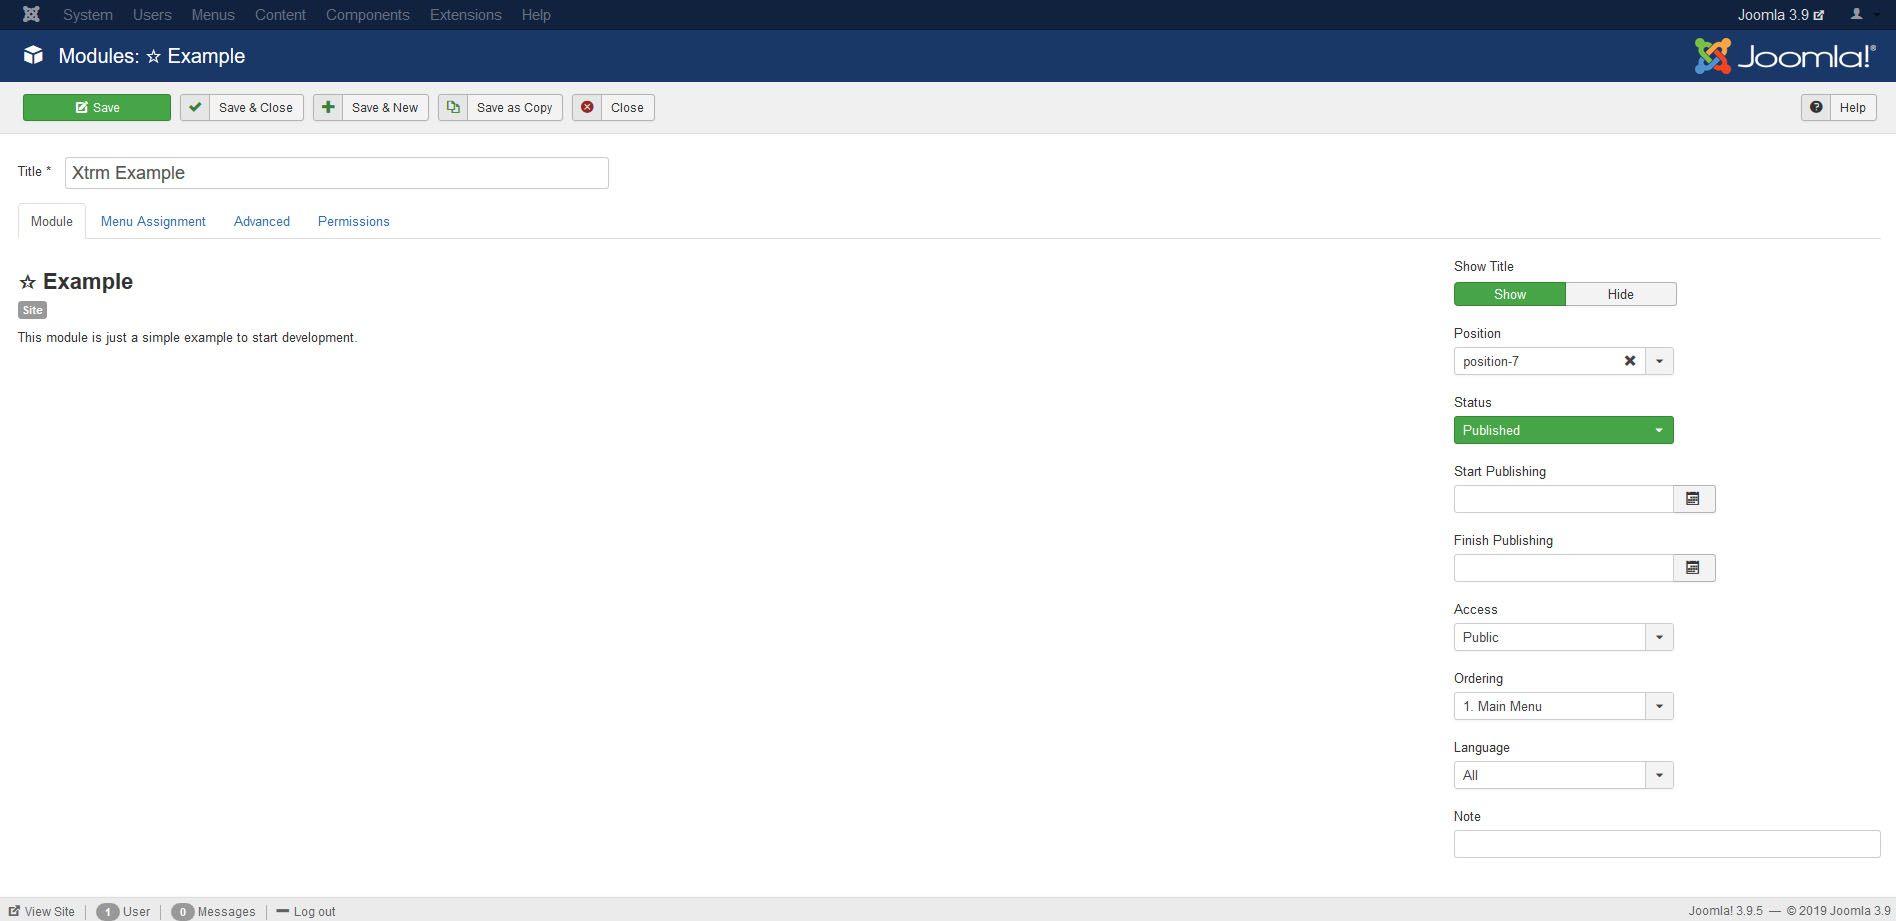 System Users Menus Content Components Extensions Help Joomla 3.9
Modules: ☆ Example Joomla!®
Save Save & Close Save & New Save as Copy Close Help
Title * Xtrm Example
Module Menu Assignment Advanced Permissions
☆ Example
Site
This module is just a simple example to start development.
Show Title
Show Hide
Position
position-7
Status
Published
Start Publishing
Finish Publishing
Access
Public
Ordering
1. Main Menu
Language
All
Note
View Site 1 User 0 Messages Log out Joomla! 3.9.5 — © 2019 Joomla 3.9